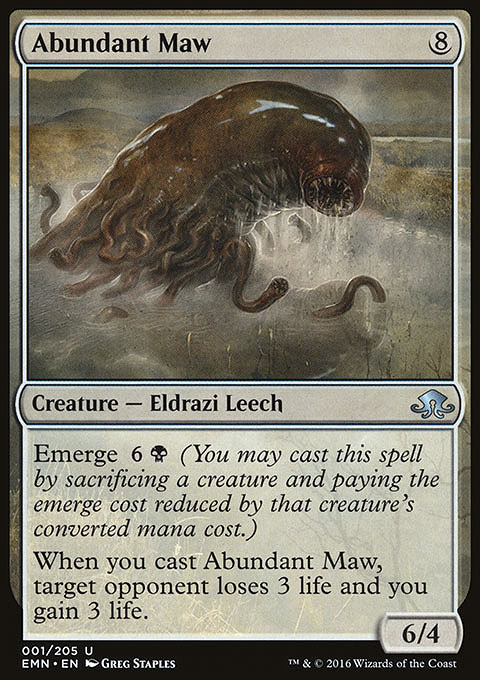 Abundant Maw 8
Creature — Eldrazi Leech
Emerge 6 (You may cast this spell
by sacrificing a creature and paying the
emerge cost reduced by that creature's
converted mana cost.)
When you cast Abundant Maw,
target opponent loses 3 life and you
gain 3 life.
6/4
001/205 U
EMN • EN Greg Staples
™ & © 2016 Wizards of the Coast